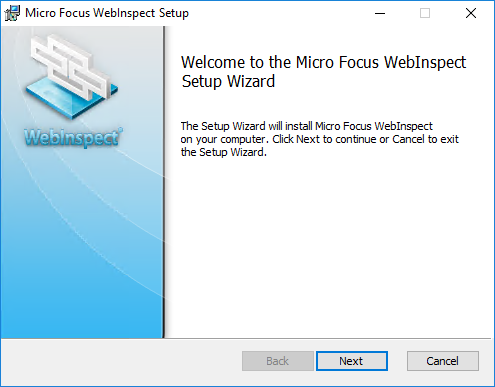 Micro Focus WebInspect Setup
WebInspect
Welcome to the Micro Focus WebInspect
Setup Wizard
The Setup Wizard will install Micro Focus WebInspect
on your computer. Click Next to continue or Cancel to exit
the Setup Wizard.
Back
Next
Cancel